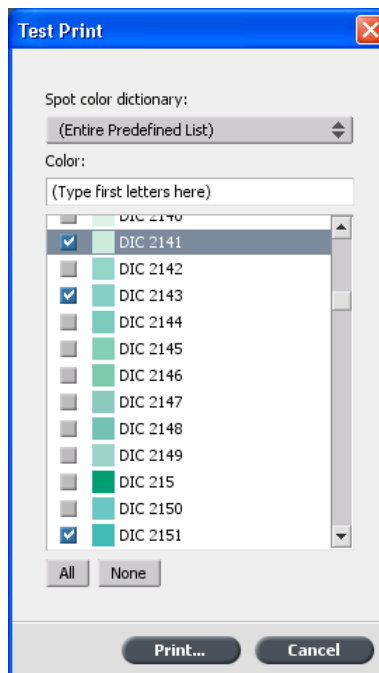 Test Print
Spot color dictionary:
(Entire Predefined List)
Color:
(Type first letters here)
DIC 2140
DIC 2141
DIC 2142
DIC 2143
DIC 2144
DIC 2145
DIC 2146
DIC 2147
DIC 2148
DIC 2149
DIC 215
DIC 2150
DIC 2151
All None
Print... Cancel